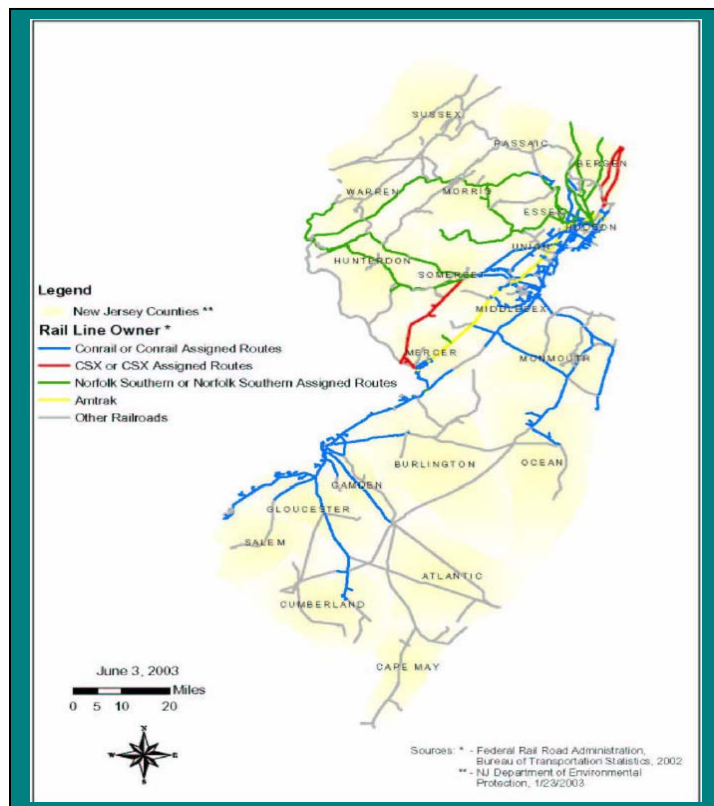 SUSSEX
PASSAIC
BERGEN
WARREN
MORRIS
ESSEX
HUDSON
UNION
HUNTERDON
SOMERSET
Legend
New Jersey Counties **
Rail Line Owner *
Conrail or Conrail Assigned Routes
CSX or CSX Assigned Routes
Norfolk Southern or Norfolk Southern Assigned Routes
Amtrak
Other Railroads
MIDDLESEX
MERCER
MONMOUTH
BURLINGTON
OCEAN
CAMDEN
GLOUCESTER
SALEM
ATLANTIC
CUMBERLAND
CAPE MAY
June 3, 2003
Miles
0 5 10 20
N
W E
S
Sources: * - Federal Rail Road Administration,
Bureau of Transportation Statistics, 2002
** - NJ Department of Environmental
Protection, 1/23/2003